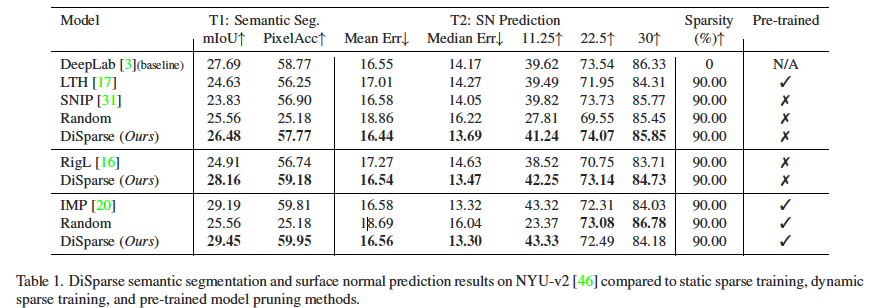 Model T1: Semantic Seg. T2: SN Prediction Sparsity Pre-trained
mIoU↑ PixelAcc↑ Mean Err↓ Median Err↓ 11.25↑ 22.5↑ 30↑ (%)↑
DeepLab [3](baseline) 27.69 58.77 16.55 14.17 39.62 73.54 86.33 0 N/A
LTH [17] 24.63 56.25 17.01 14.27 39.49 71.95 84.31 90.00 ✓
SNIP [31] 23.83 56.90 16.58 14.05 39.82 73.73 85.77 90.00 ✗
Random 25.56 25.18 18.86 16.22 27.81 69.55 85.45 90.00 ✗
DiSparse (Ours) 26.48 57.77 16.44 13.69 41.24 74.07 85.85 90.00 ✗
RigL [16] 24.91 56.74 17.27 14.63 38.52 70.75 83.71 90.00 ✗
DiSparse (Ours) 28.16 59.18 16.54 13.47 42.25 73.14 84.73 90.00 ✗
IMP [20] 29.19 59.81 16.58 13.32 43.32 72.31 84.03 90.00 ✓
Random 25.56 25.18 18.69 16.04 23.37 73.08 86.78 90.00 ✓
DiSparse (Ours) 29.45 59.95 16.56 13.30 43.33 72.49 84.18 90.00 ✓
Table 1. DiSparse semantic segmentation and surface normal prediction results on NYU-v2 [46] compared to static sparse training, dynamic
sparse training, and pre-trained model pruning methods.